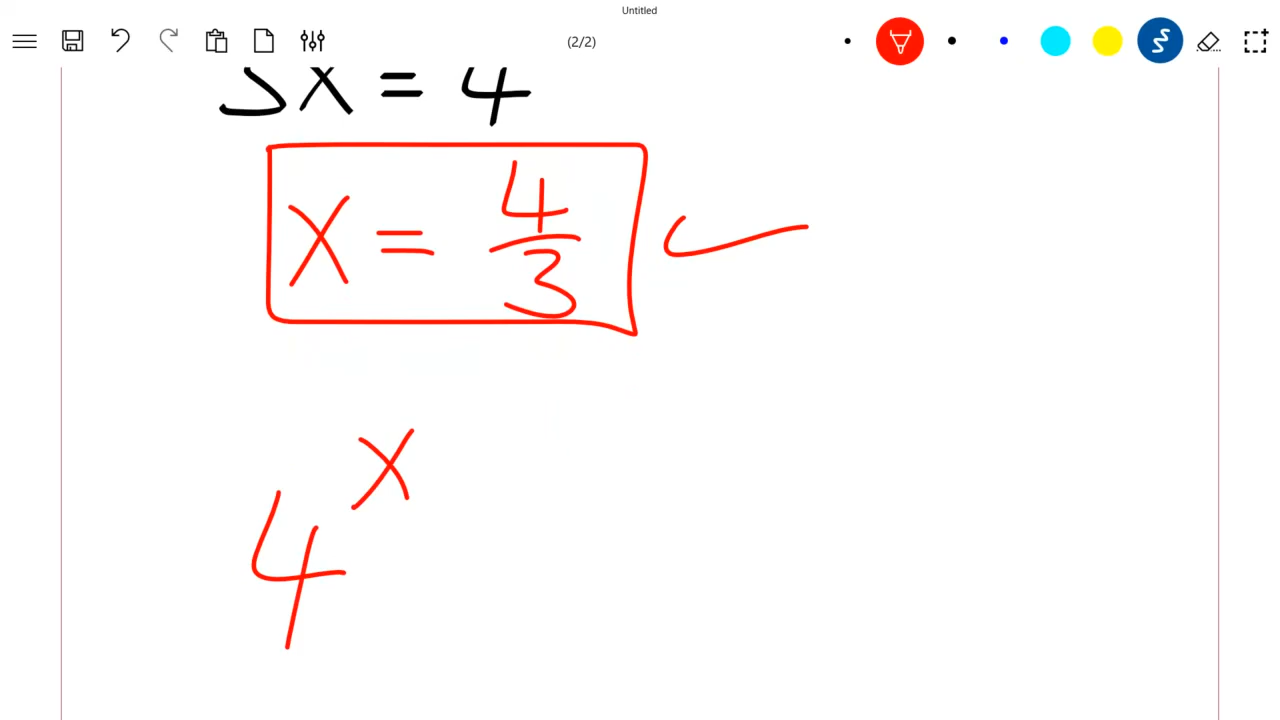 Untitled
(2/2)
3x = 4
x = 4/3
4^x